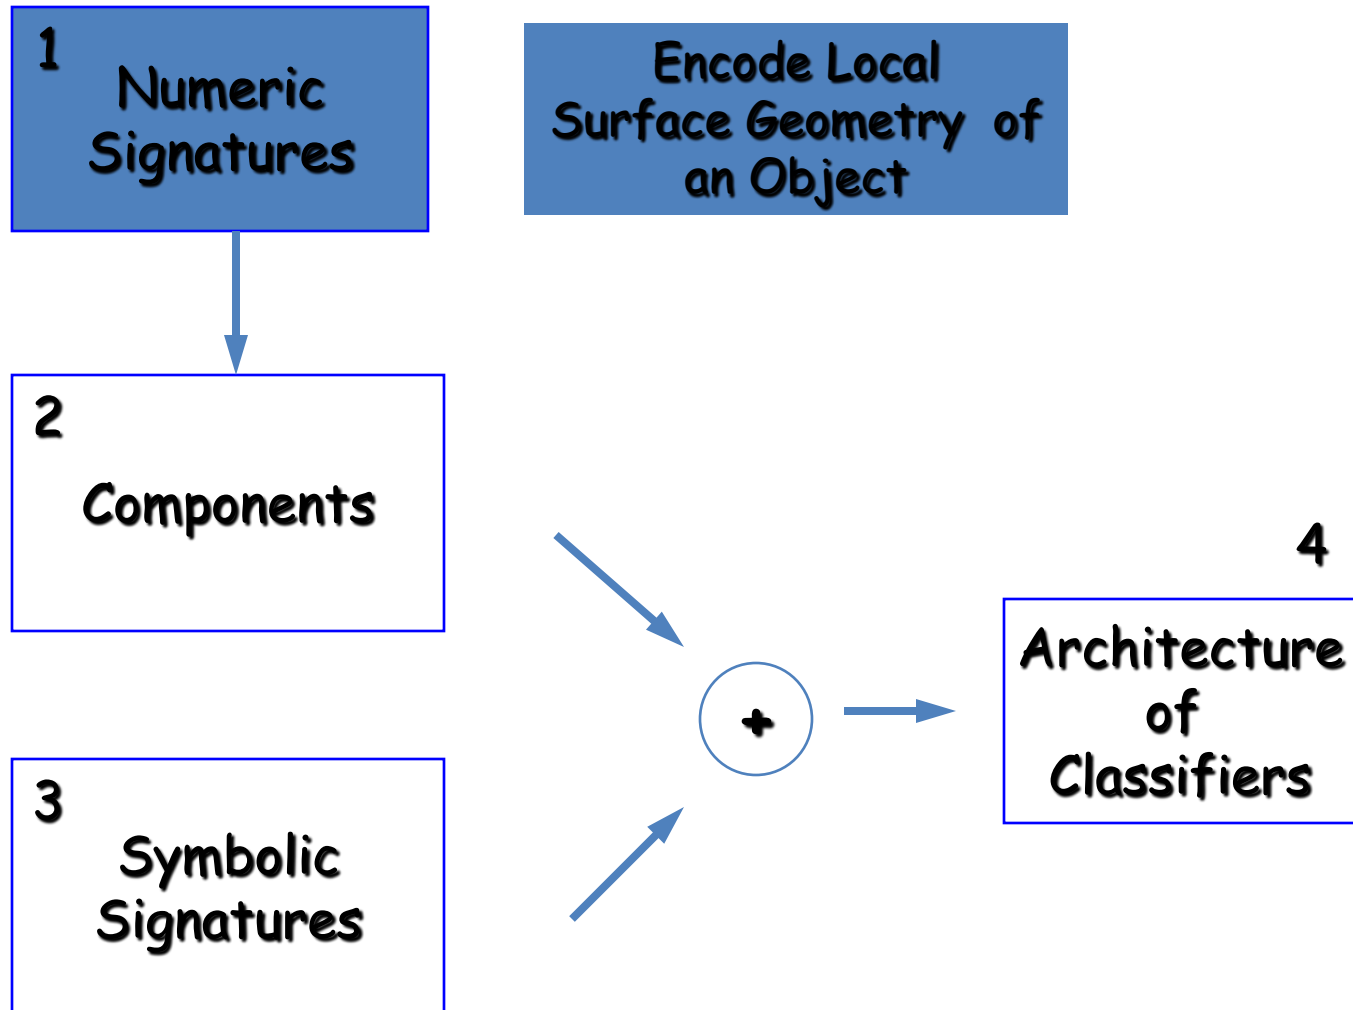 1
Numeric
Signatures
Encode Local
Surface Geometry of
an Object
2
Components
3
Symbolic
Signatures
+
4
Architecture
of
Classifiers